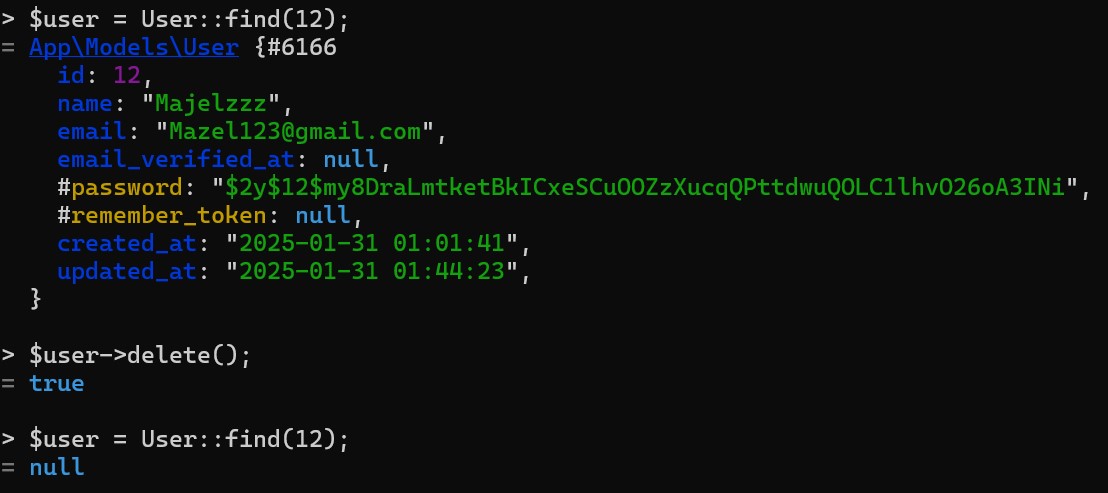 > $user = User::find(12);
= App\Models\User {#6166
id: 12,
name: "Majelzzz",
email: "Mazel123@gmail.com",
email_verified_at: null,
#password: "$2y$12$my8DraLmtketBkICxeSCuOOZzXucqQPttdwuQOLC1lhvO26oA3INi",
#remember_token: null,
created_at: "2025-01-31 01:01:41",
updated_at: "2025-01-31 01:44:23",
}
> $user->delete();
= true
> $user = User::find(12);
= null